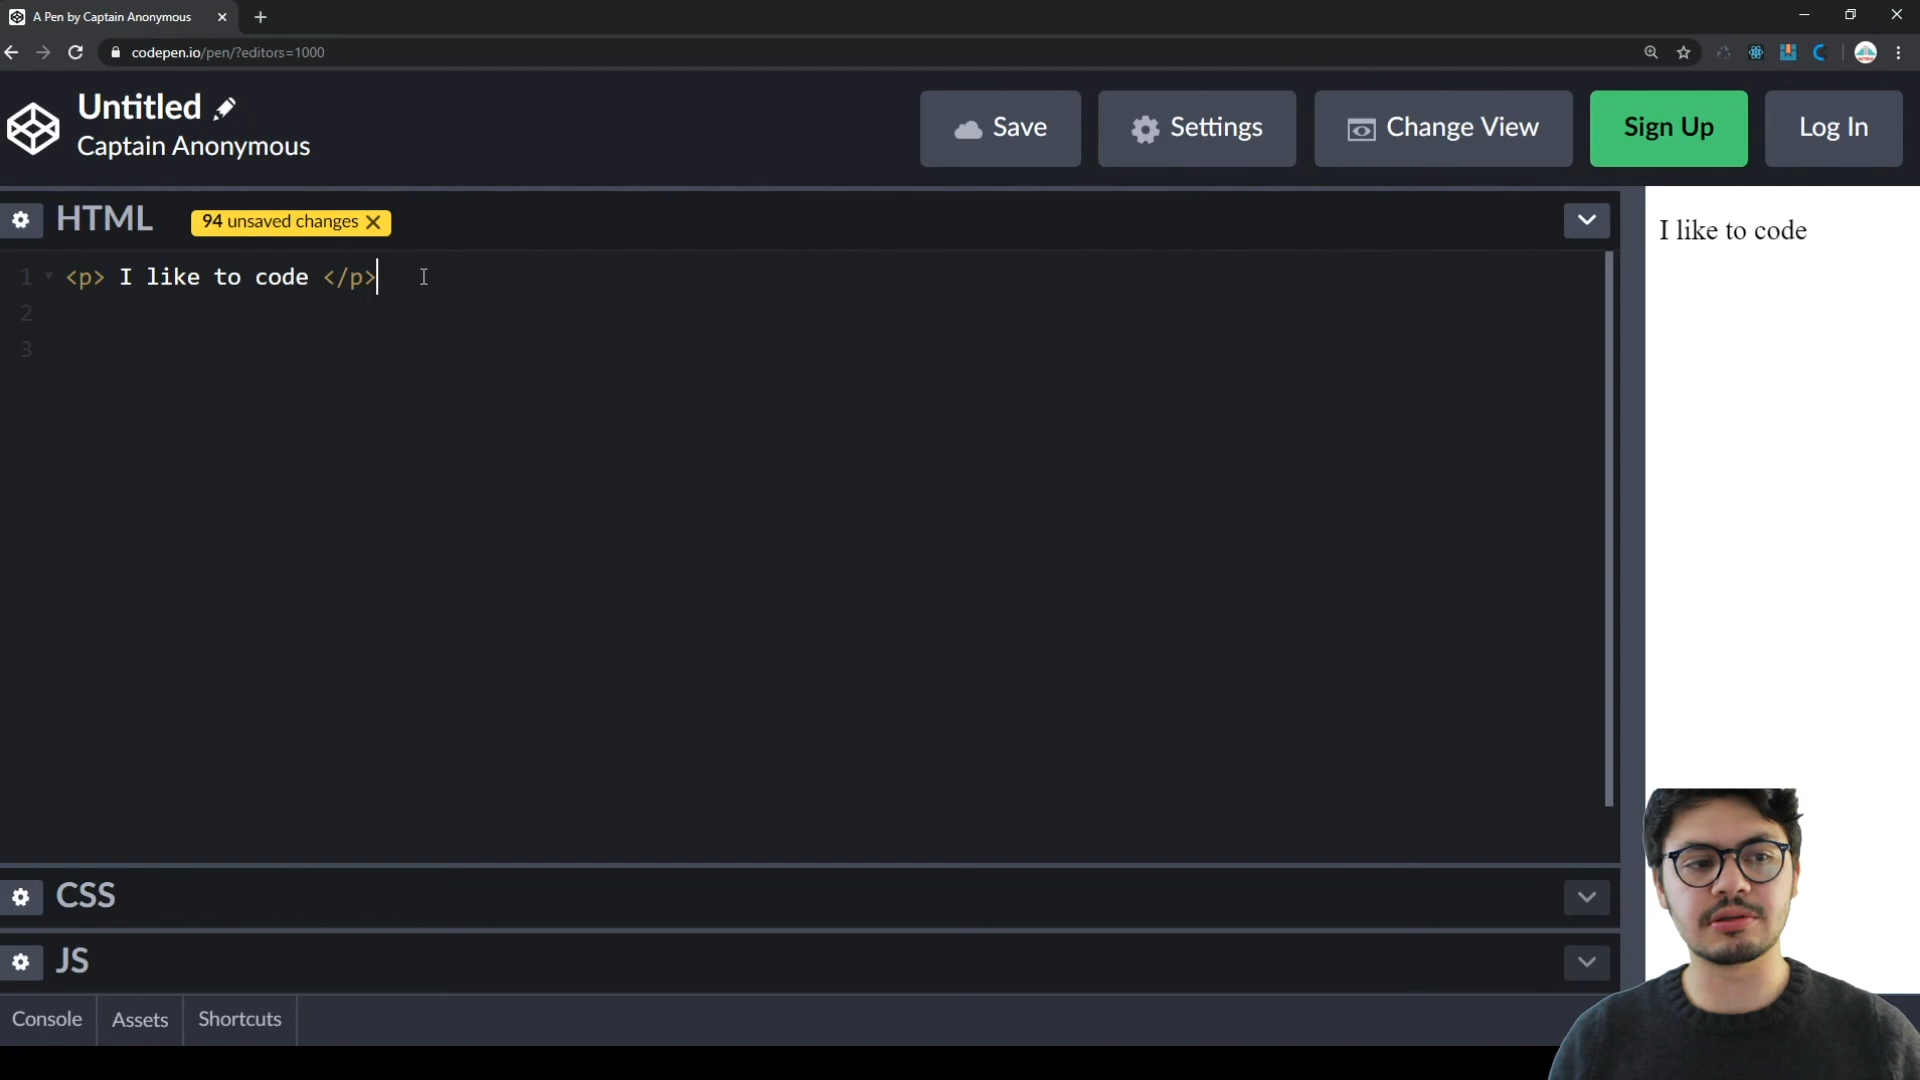 A Pen by Captain Anonymous
codepen.io/pen/?editors=1000
Untitled
Captain Anonymous
Save
Settings
Change View
Sign Up
Log In
HTML
94 unsaved changes
1 <p> I like to code </p>
2
3
I like to code
CSS
JS
Console
Assets
Shortcuts